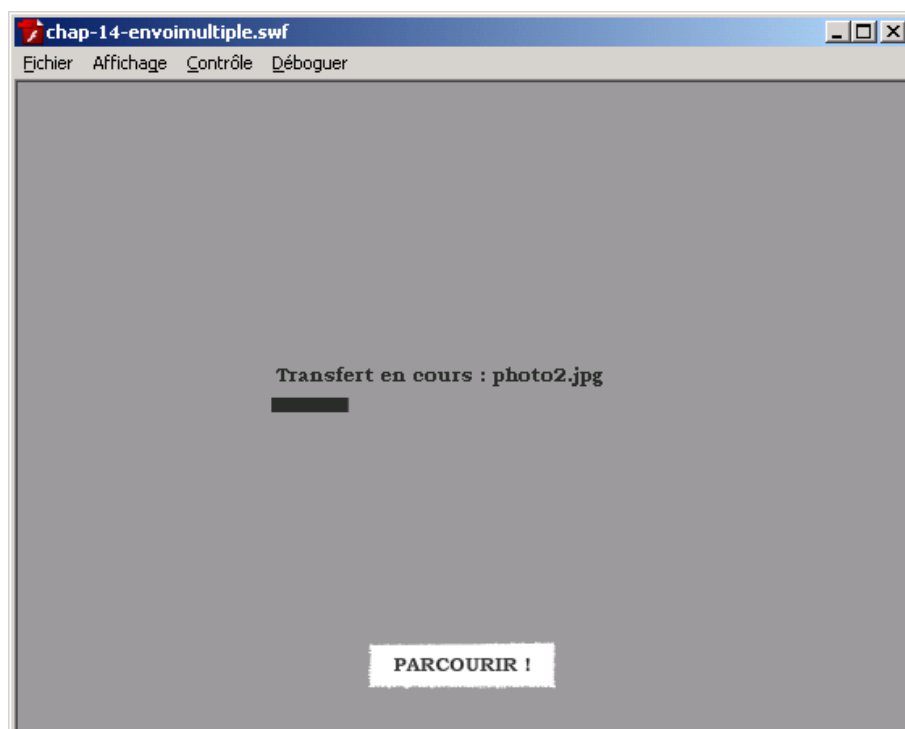 chap-14-envoimultiple.swf
Fichier Affichage Contrôle Déboguer
Transfert en cours : photo2.jpg
PARCOURIR !